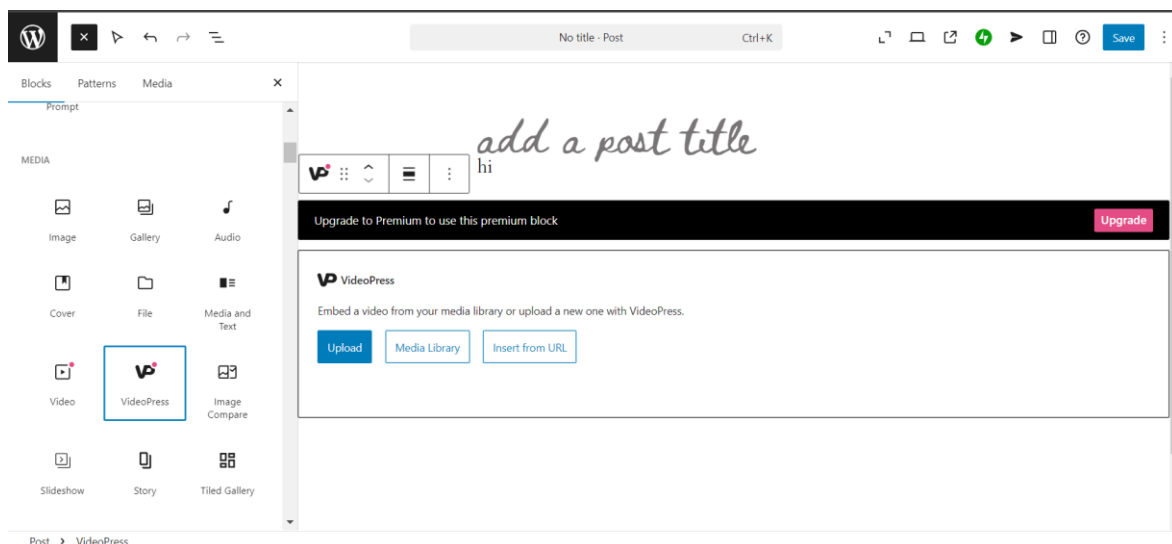 No title · Post Ctrl+K
Save
Blocks Patterns Media
Prompt
MEDIA
Image Gallery Audio
Cover File Media and
Text
Video VideoPress Image
Compare
Slideshow Story Tiled Gallery
add a post title
hi
Upgrade to Premium to use this premium block Upgrade
VideoPress
Embed a video from your media library or upload a new one with VideoPress.
Upload Media Library Insert from URL
Post > VideoPress